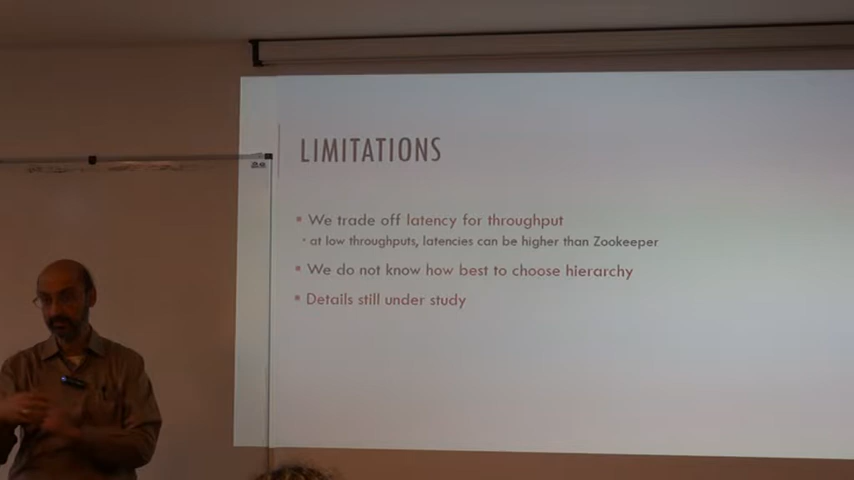 LIMITATIONS
We trade off latency for throughput
at low throughputs, latencies can be higher than Zookeeper
We do not know how best to choose hierarchy
Details still under study